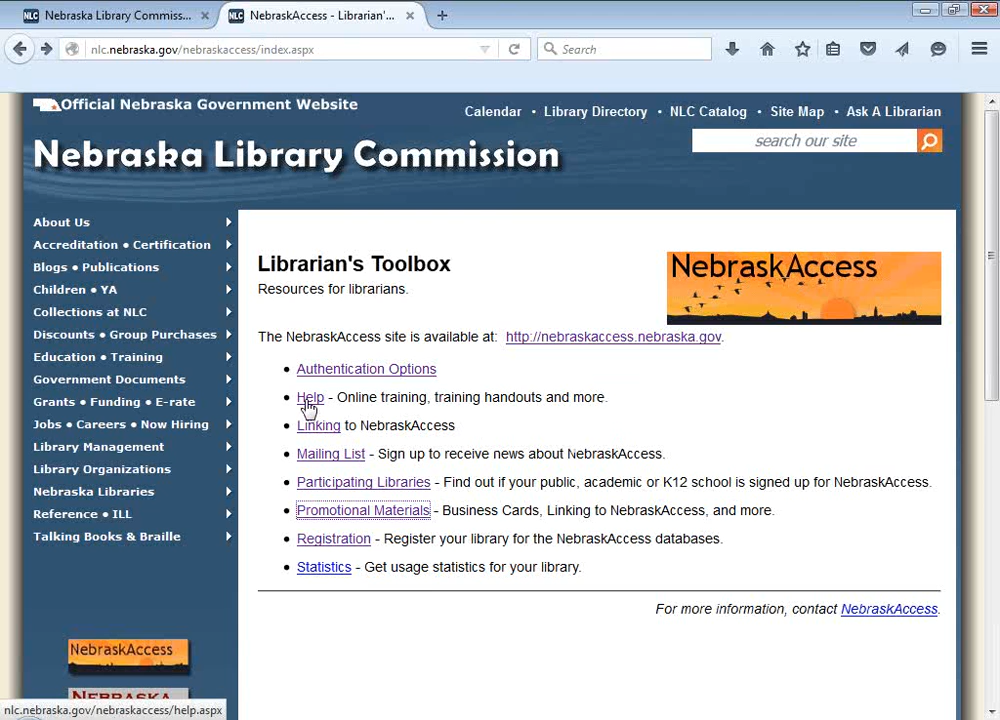 Nebraska Library Commiss...
NebraskAccess - Librarian'...
nlc.nebraska.gov/nebraskaccess/index.aspx
Search
Official Nebraska Government Website
Calendar • Library Directory • NLC Catalog • Site Map • Ask A Librarian
search our site
Nebraska Library Commission
About Us
Accreditation • Certification
Blogs • Publications
Children • YA
Collections at NLC
Discounts • Group Purchases
Education • Training
Government Documents
Grants • Funding • E-rate
Jobs • Careers • Now Hiring
Library Management
Library Organizations
Nebraska Libraries
Reference • ILL
Talking Books & Braille
NebraskAccess
NEBRASKA
Librarian's Toolbox
Resources for librarians.
NebraskAccess
The NebraskAccess site is available at: http://nebraskaccess.nebraska.gov.
• Authentication Options
• Help - Online training, training handouts and more.
• Linking to NebraskAccess
• Mailing List - Sign up to receive news about NebraskAccess.
• Participating Libraries - Find out if your public, academic or K12 school is signed up for NebraskAccess.
• Promotional Materials - Business Cards, Linking to NebraskAccess, and more.
• Registration - Register your library for the NebraskAccess databases.
• Statistics - Get usage statistics for your library.
For more information, contact NebraskAccess.
nlc.nebraska.gov/nebraskaccess/help.aspx